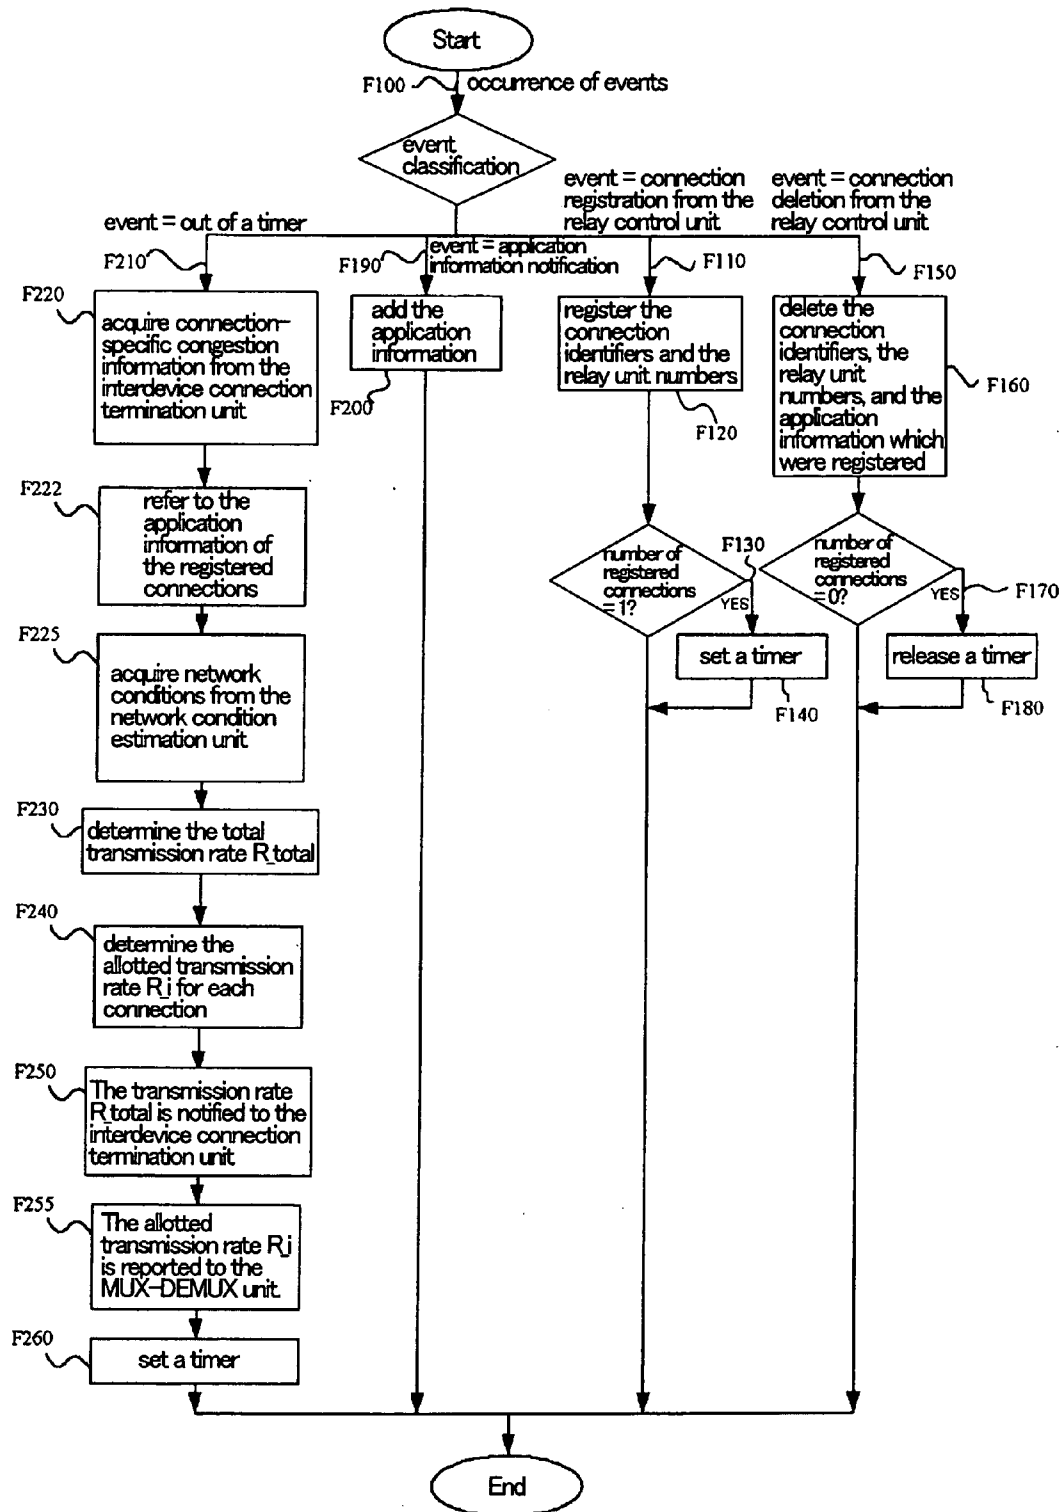 Start
F100
occurrence of events
event
classification
event = out of a timer
F210
F190
event = application
information notification
event = connection
registration from the
relay control unit
F110
event = connection
deletion from the
relay control unit
F150
F220
acquire connection-
specific congestion
information from the
interdevice connection
termination unit
add the
application
information
F200
register the
connection
identifiers and the
relay unit numbers
F120
delete the
connection
identifiers, the
relay unit
numbers, and the
application
information which
were registered
F160
F222
refer to the
application
information of
the registered
connections
number of
registered
connections
= 1?
F130
YES
set a timer
F140
number of
registered
connections
= 0?
F170
YES
release a timer
F180
F225
acquire network
conditions from the
network condition
estimation unit
F230
determine the total
transmission rate R_total
F240
determine the
allotted transmission
rate R_i for each
connection
F250
The transmission rate
R_total is notified to the
interdevice connection
termination unit
F255
The allotted
transmission rate R_i
is reported to the
MUX-DEMUX unit.
F260
set a timer
End